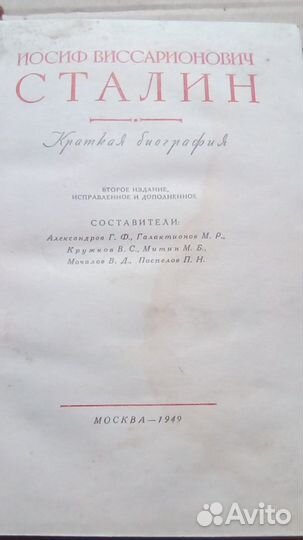 ИОСИФ ВИССАРИОНОВИЧ
СТАЛИН
Краткая биография
ВТОРОЕ ИЗДАНИЕ,
ИСПРАВЛЕННОЕ И ДОПОЛНЕННОЕ
СОСТАВИТЕЛИ:
Александров Г. Ф., Галактионов М. Р.,
Кружков В. С., Митин М. Б.,
Мочалов В. Д., Поспелов П. Н.
МОСКВА—1949
Avito